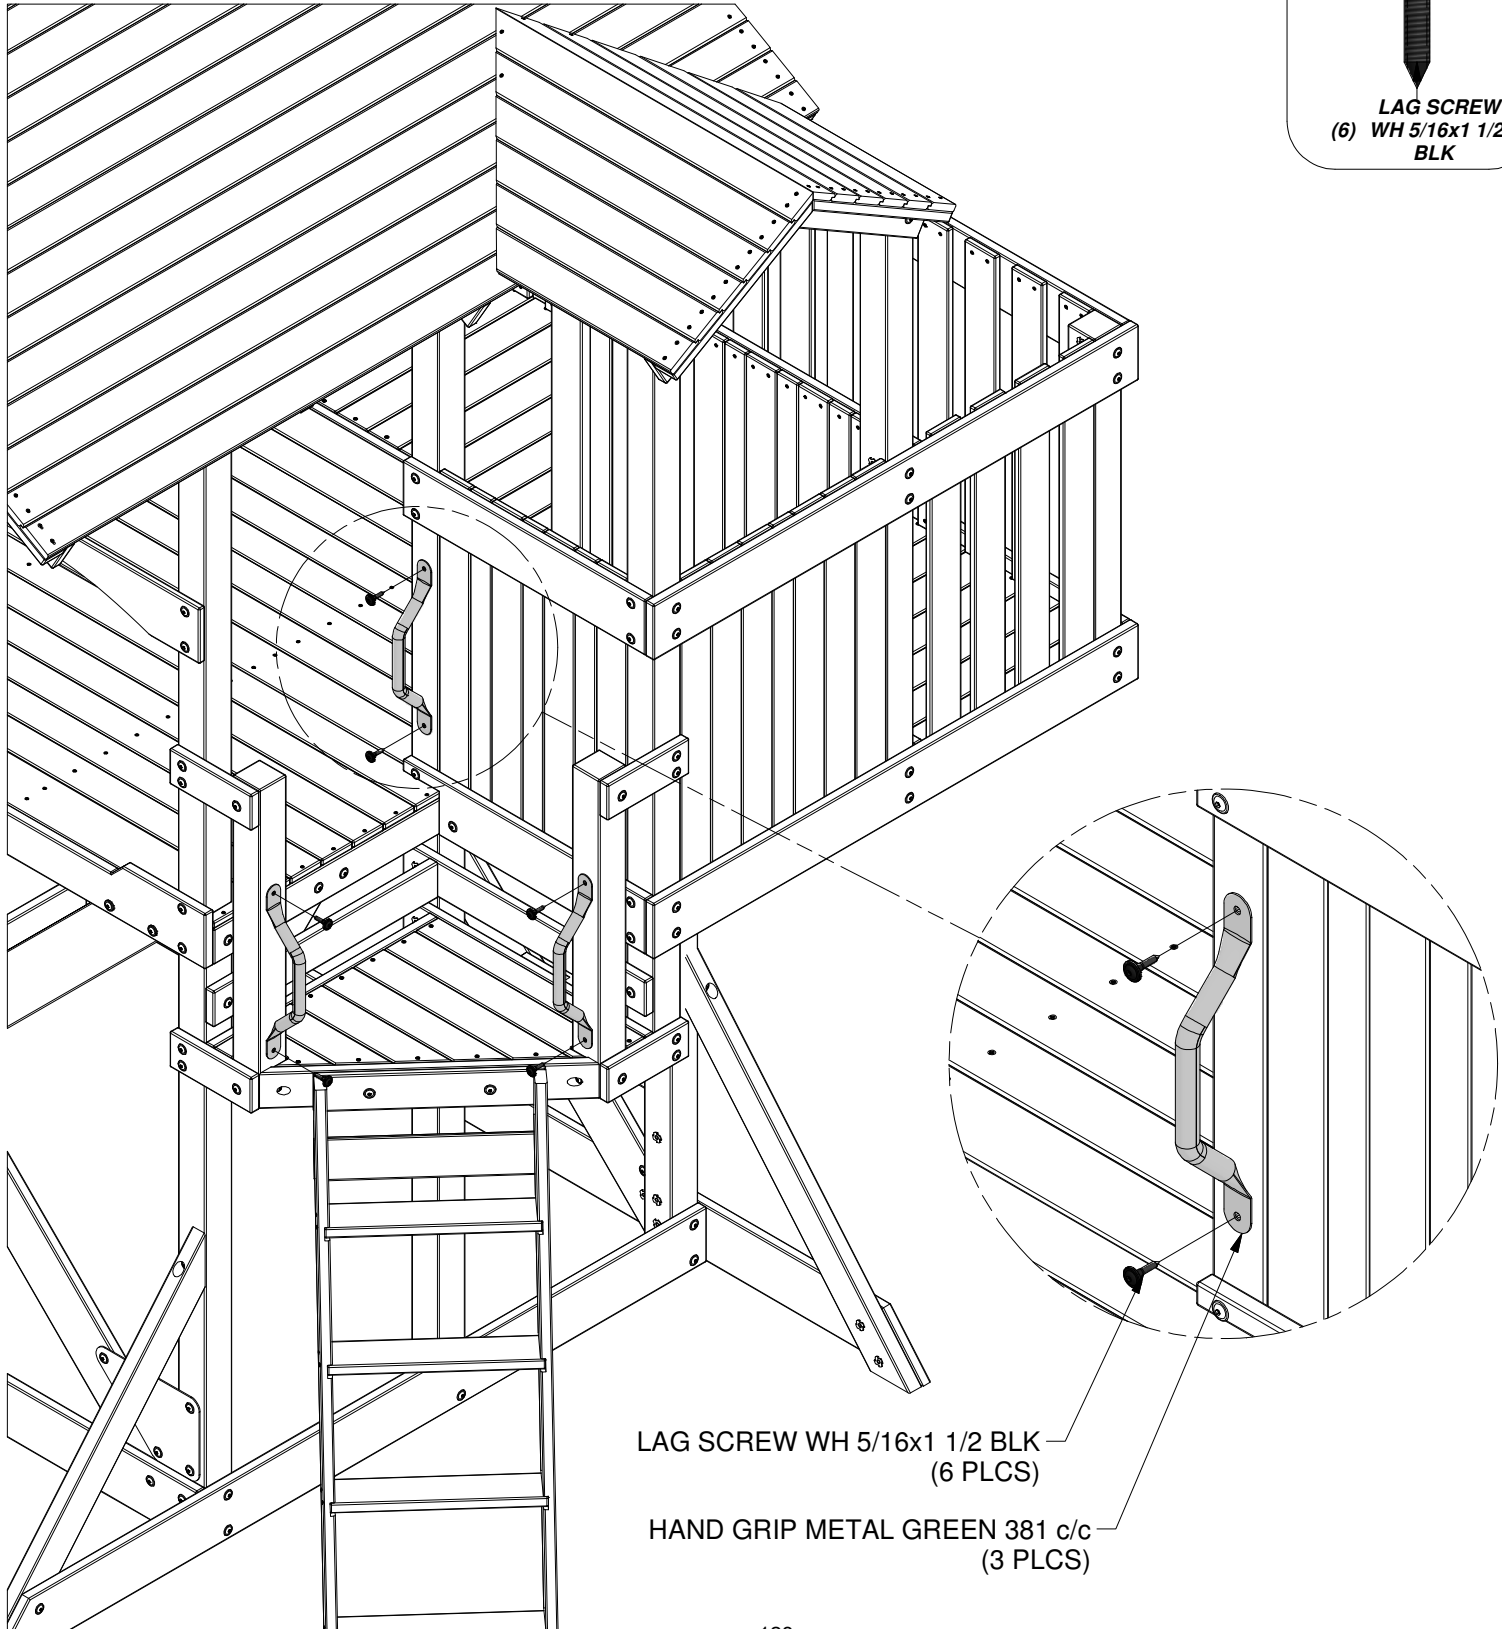 LAG SCREW
(6) WH 5/16x1 1/2
BLK
LAG SCREW WH 5/16x1 1/2 BLK
(6 PLCS)
HAND GRIP METAL GREEN 381 c/c
(3 PLCS)